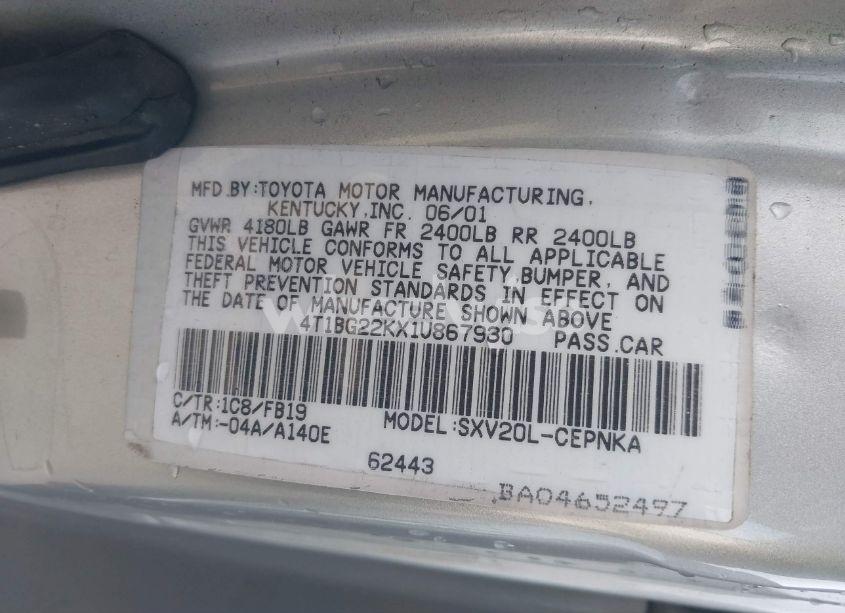 MFD.BY:TOYOTA MOTOR MANUFACTURING,
KENTUCKY,INC. 06/01
GVWR 4180LB GAWR FR 2400LB RR 2400LB
THIS VEHICLE CONFORMS TO ALL APPLICABLE
FEDERAL MOTOR VEHICLE SAFETY,BUMPER, AND
THEFT PREVENTION STANDARDS IN EFFECT ON
THE DATE OF MANUFACTURE SHOWN ABOVE
4T1BG22KX1U867930 PASS.CAR
C/TR:1C8/FB19
A/TM:-04A/A140E MODEL:SXV20L-CEPNKA
62443
BA04652497